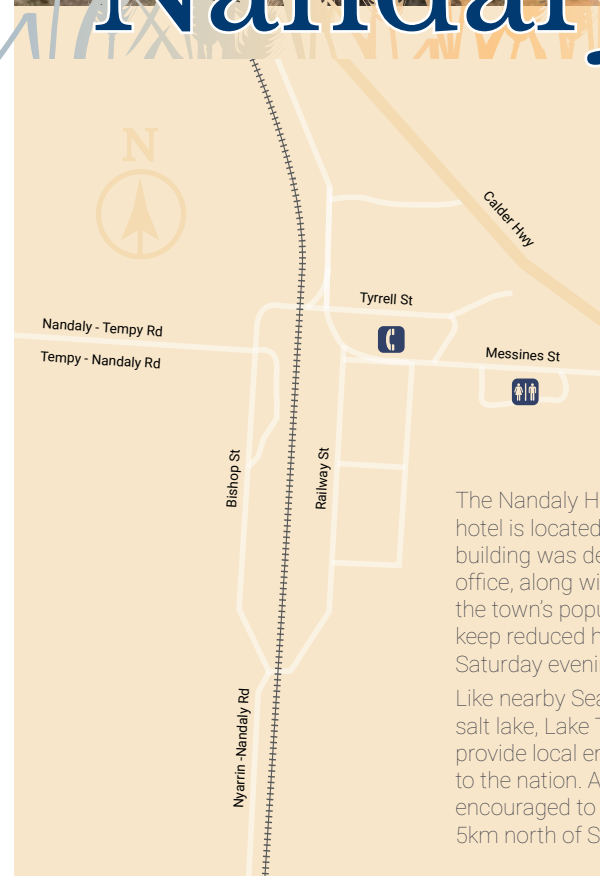 Nandaly
N
Calder Hwy
Tyrrell St
Nandaly - Tempy Rd
Tempy - Nandaly Rd
Messines St
Bishop St
Railway St
Nyarrin -Nandaly Rd
The Nandaly H
hotel is located
building was de
office, along wi
the town's popu
keep reduced h
Saturday eveni
Like nearby Sea
salt lake, Lake T
provide local en
to the nation. A
encouraged to
5km north of S